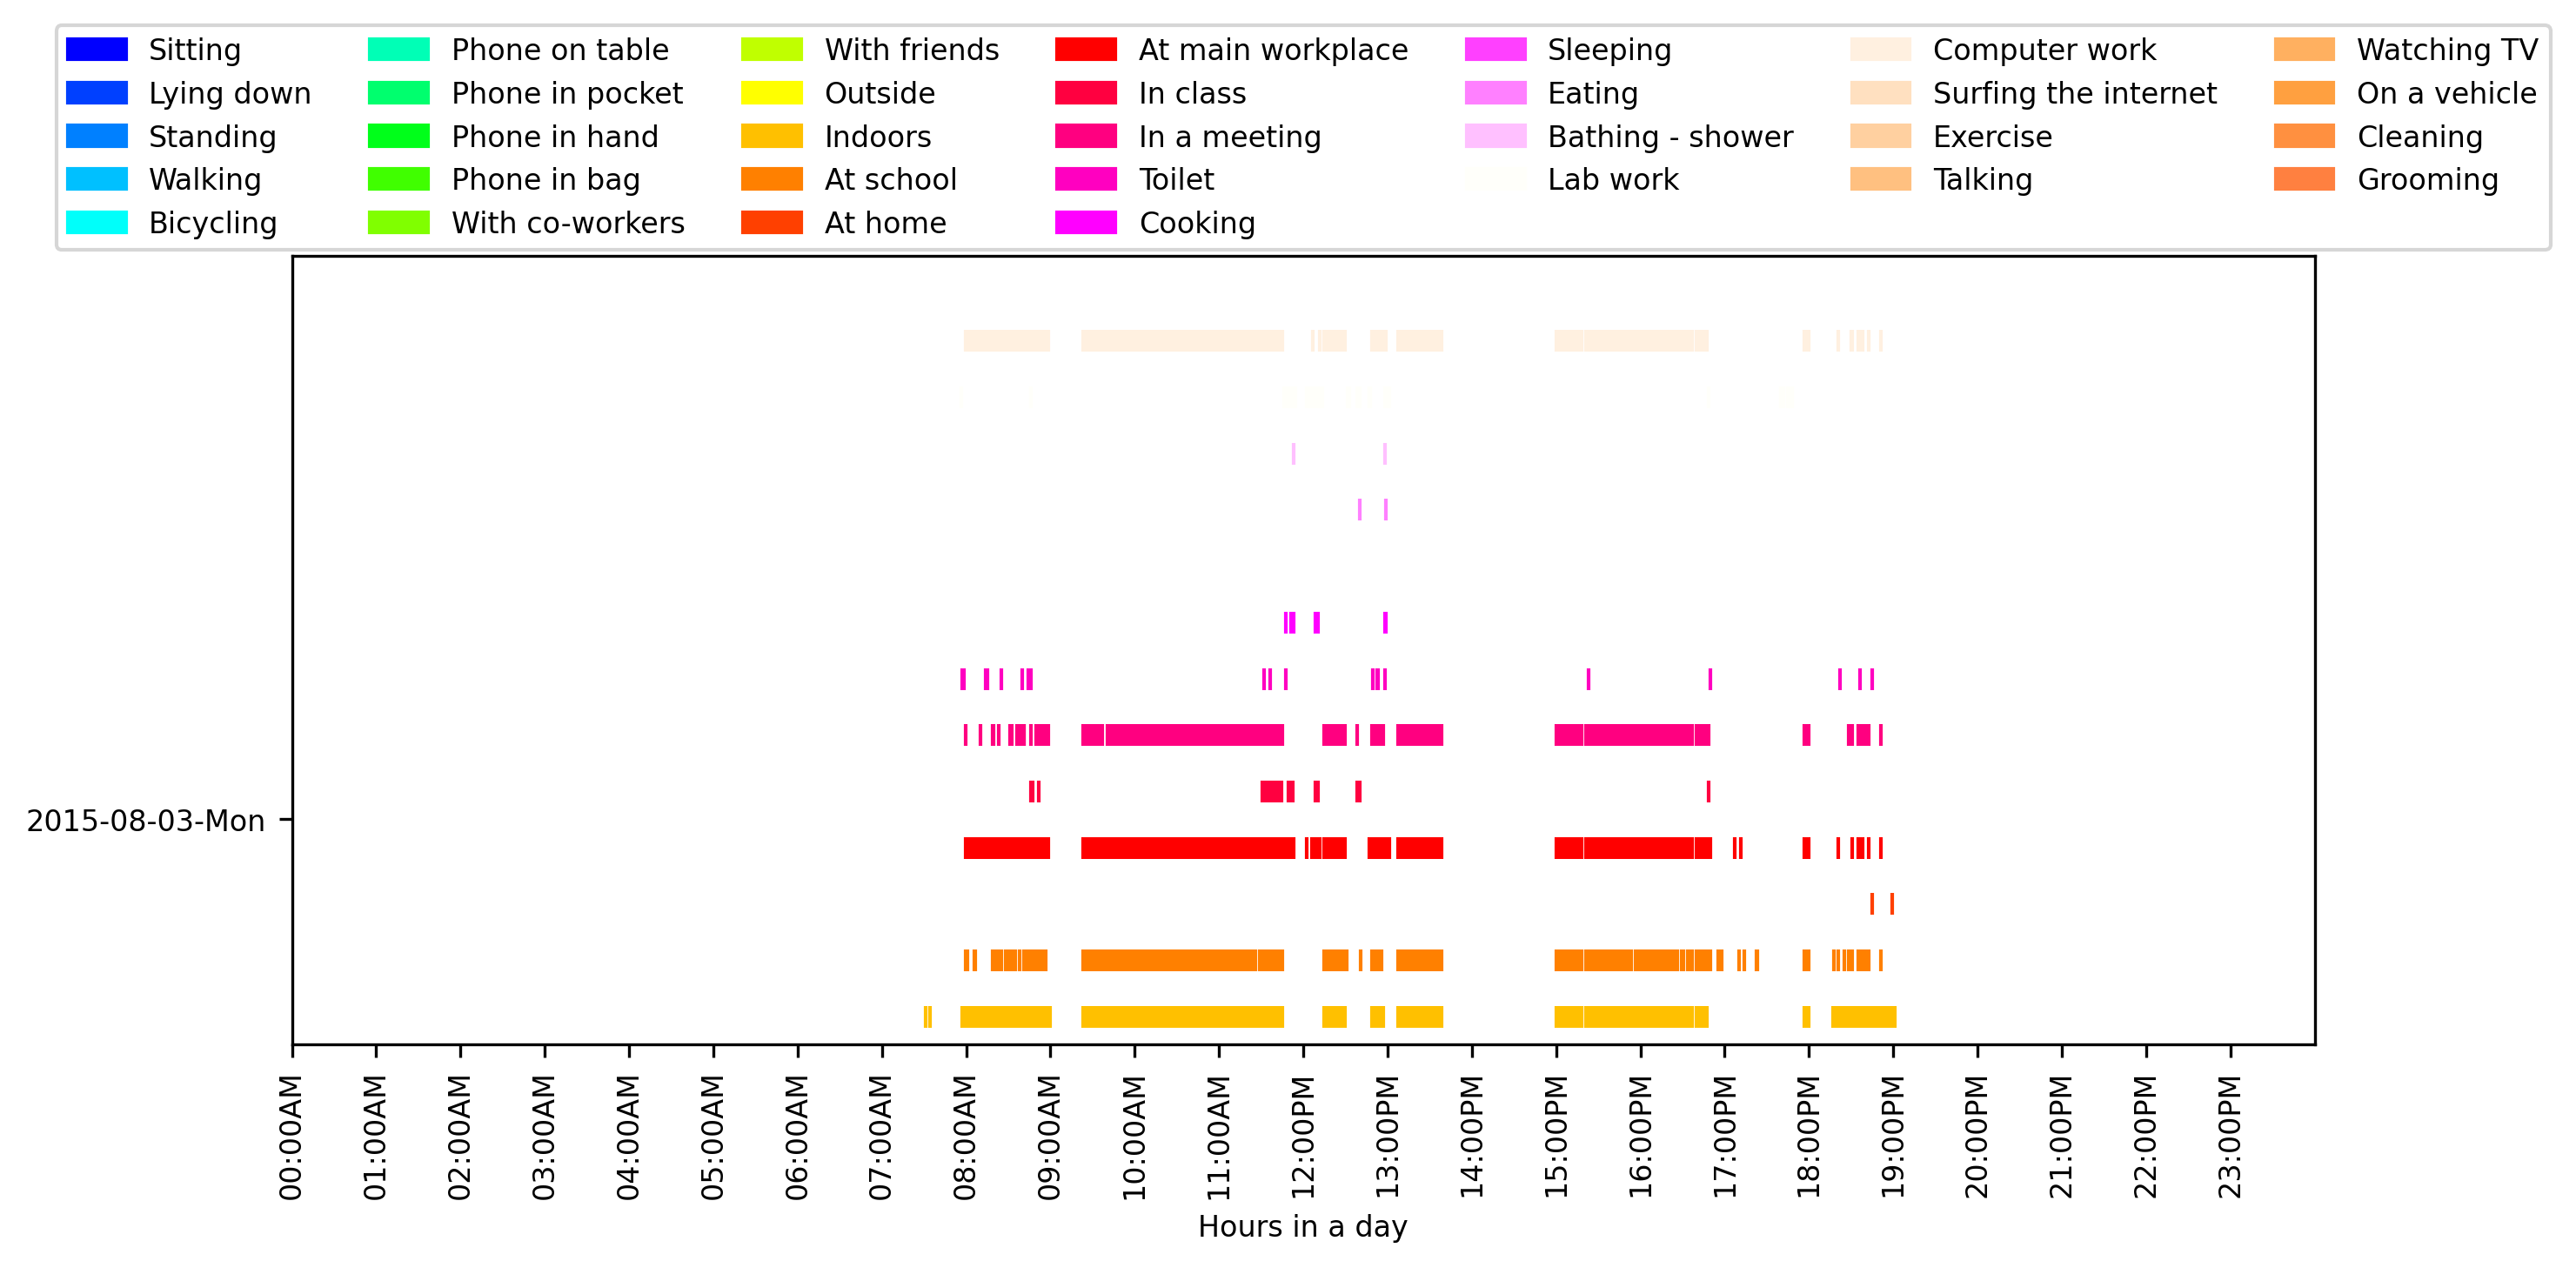 Sitting Phone on table With friends At main workplace Sleeping Computer work Watching TV
Lying down Phone in pocket Outside In class Eating Surfing the internet On a vehicle
Standing Phone in hand Indoors In a meeting Bathing - shower Exercise Cleaning
Walking Phone in bag At school Toilet Lab work Talking Grooming
Bicycling With co-workers At home Cooking
2015-08-03-Mon
00:00AM 01:00AM 02:00AM 03:00AM 04:00AM 05:00AM 06:00AM 07:00AM 08:00AM 09:00AM 10:00AM 11:00AM 12:00PM 13:00PM 14:00PM 15:00PM 16:00PM 17:00PM 18:00PM 19:00PM 20:00PM 21:00PM 22:00PM 23:00PM
Hours in a day